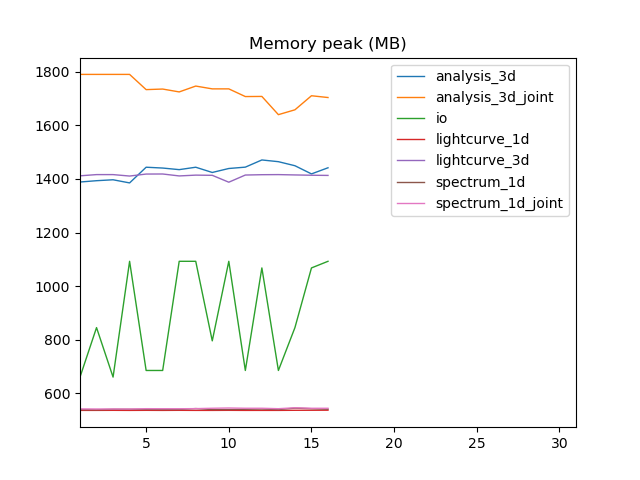 Memory peak (MB)
1800
1600
1400
1200
1000
800
600
5
10
15
20
25
30
analysis_3d
analysis_3d_joint
io
lightcurve_1d
lightcurve_3d
spectrum_1d
spectrum_1d_joint